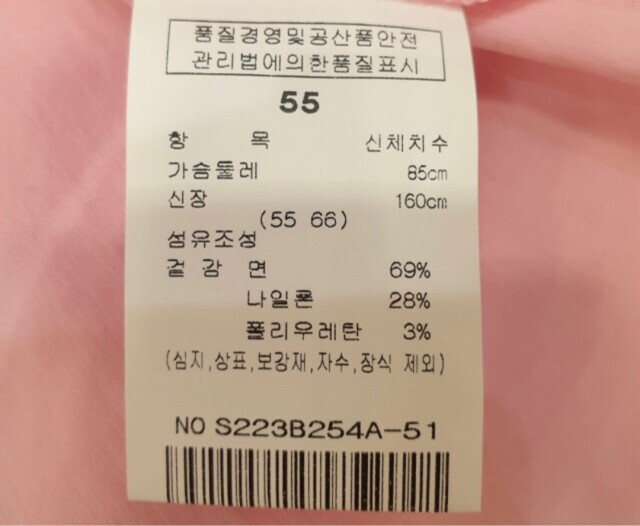 품질경영및공산품안전
관리법에의한품질표시
55
항 목 신체치수
가슴둘레 85cm
신장 160cm
(55 66)
섬유조성
겉감 면 69%
나일론 28%
폴리우레탄 3%
(심지,상표,보강재,자수,장식 제외)
NO S223B254A-51